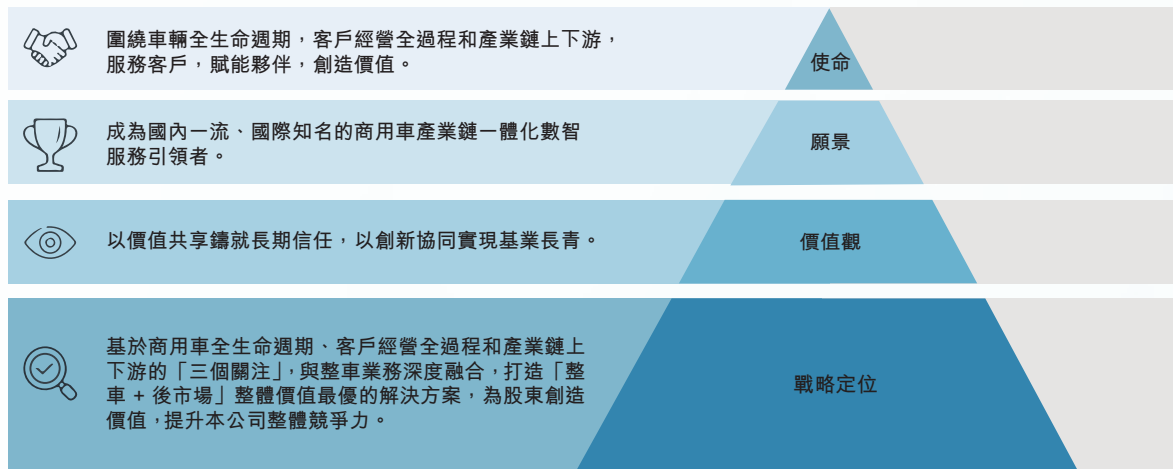 圍繞車輛全生命週期，客戶經營全過程和產業鏈上下游，
服務客戶，賦能夥伴，創造價值。
使命
成為國內一流、國際知名的商用車產業鏈一體化數智
服務引領者。
願景
以價值共享鑄就長期信任，以創新協同實現基業長青。
價值觀
基於商用車全生命週期、客戶經營全過程和產業鏈上
下游的「三個關注」，與整車業務深度融合，打造「整
車 + 後市場」整體價值最優的解決方案，為股東創造
價值，提升本公司整體競爭力。
戰略定位